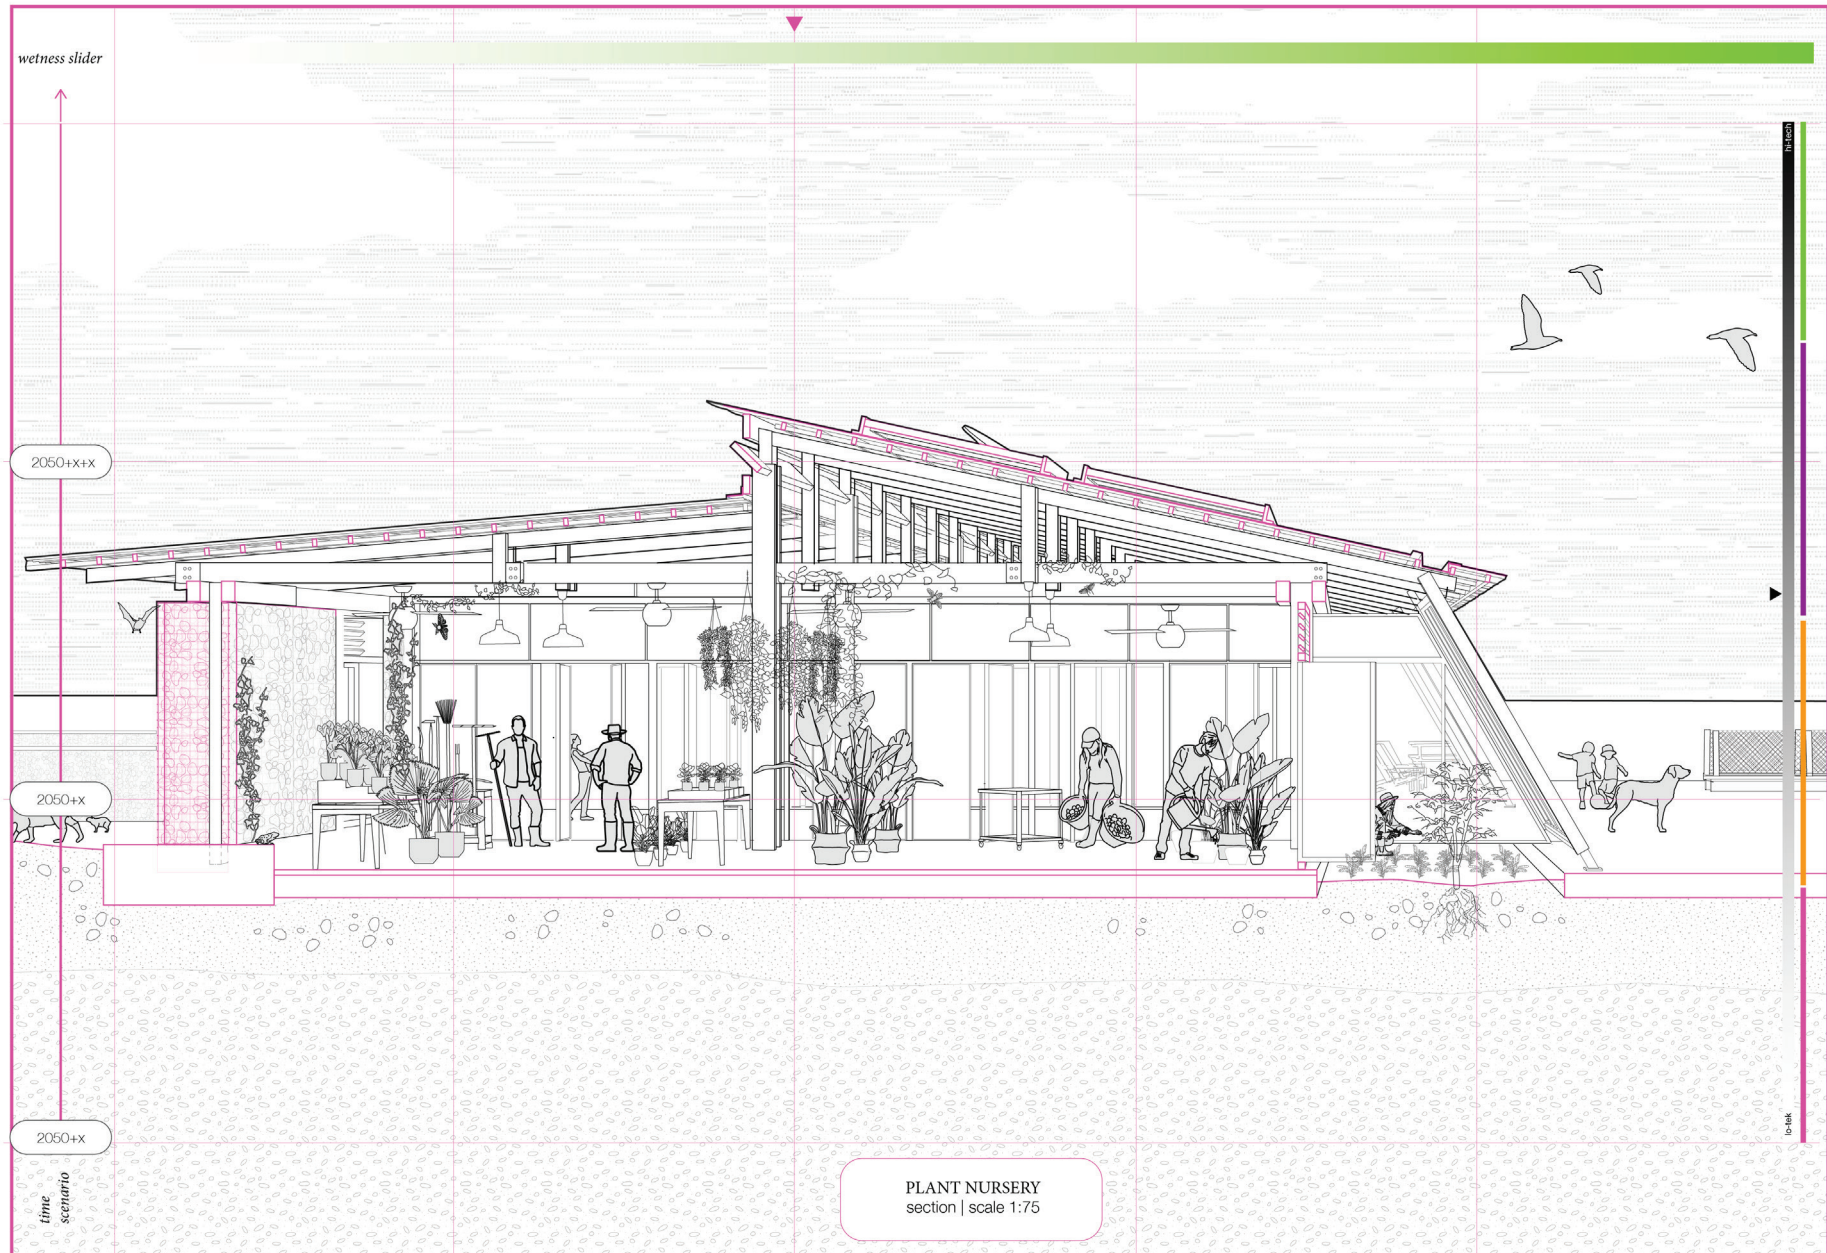 wetness slider
hi-tech
2050+x+x
2050+x
lo-tek
2050+x
time
scenario
PLANT NURSERY
section | scale 1:75